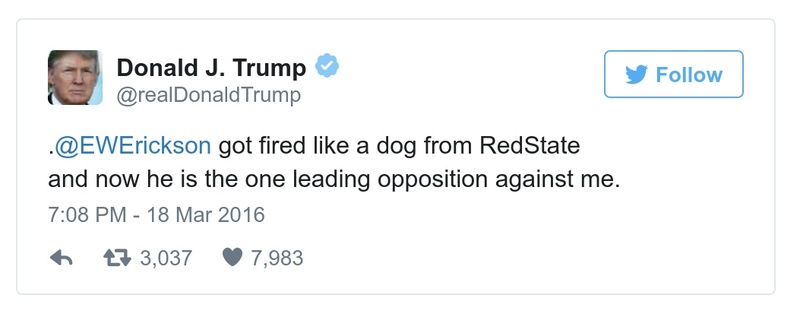 Donald J. Trump
@realDonaldTrump
Follow
.@EWErickson got fired like a dog from RedState
and now he is the one leading opposition against me.
7:08 PM - 18 Mar 2016
3,037 7,983